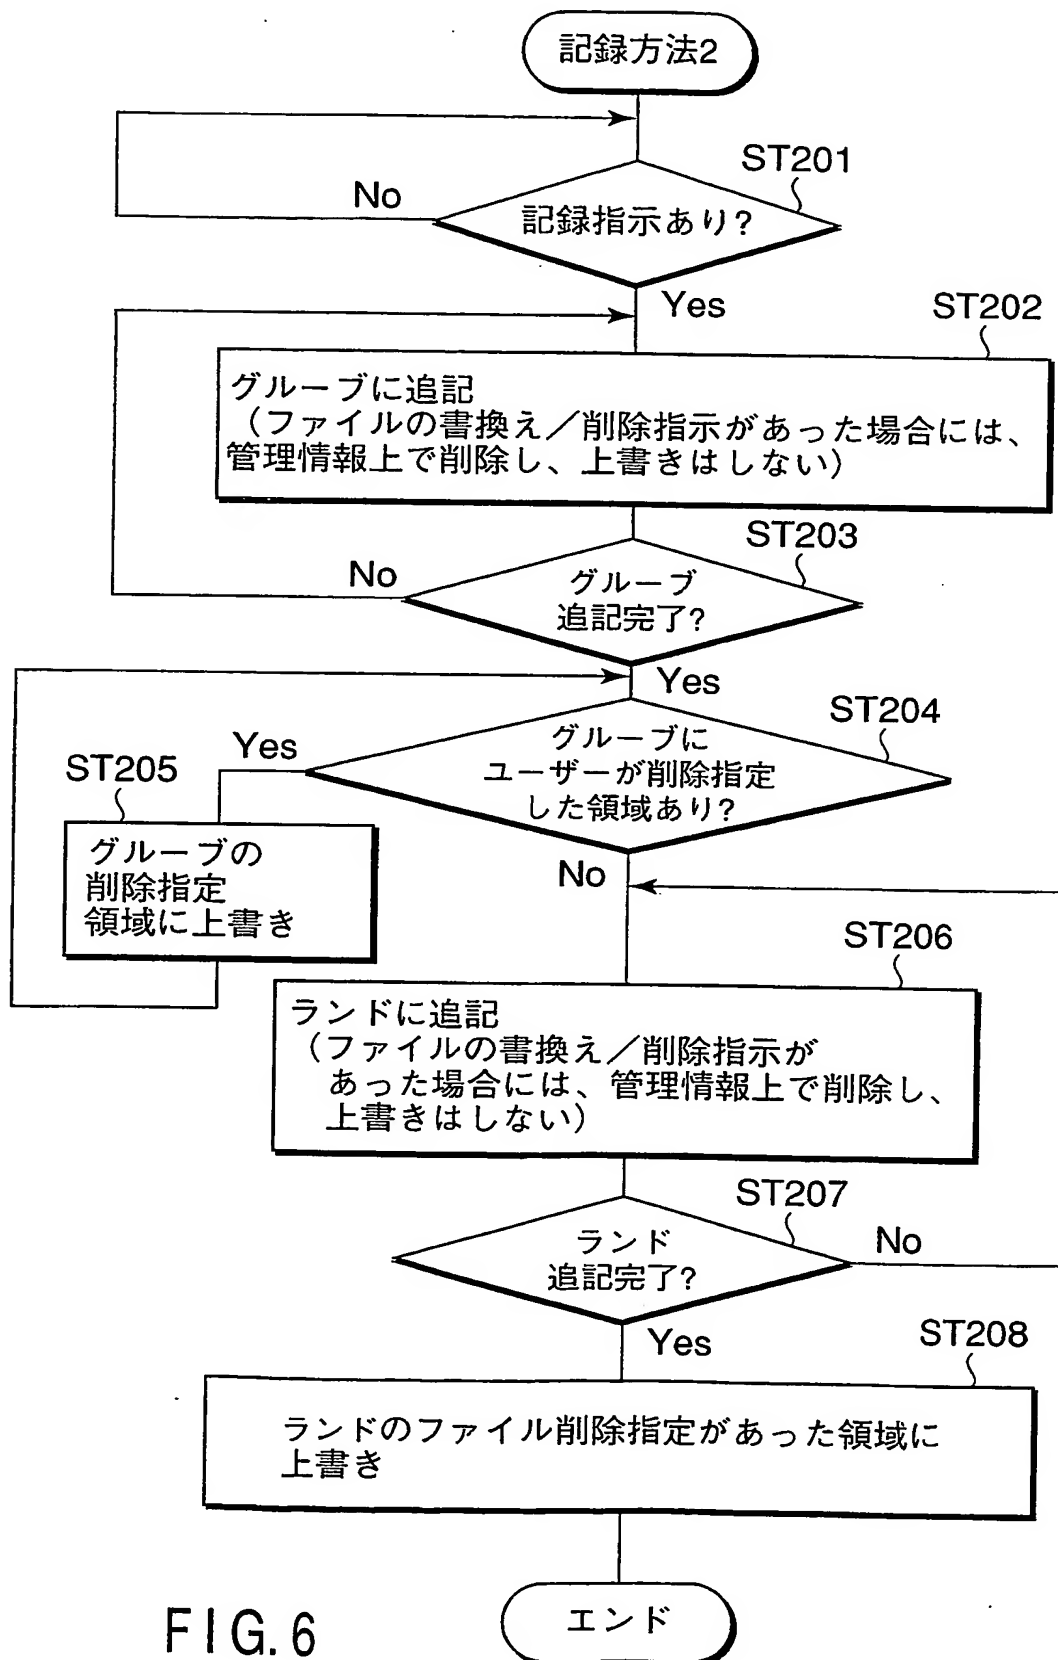 記録方法2
ST201
No
記録指示あり?
Yes
ST202
グルーブに追記
（ファイルの書換え／削除指示があった場合には、
管理情報上で削除し、上書きはしない）
ST203
No
グルーブ
追記完了?
Yes
ST204
Yes
グルーブに
ユーザーが削除指定
した領域あり?
ST205
グルーブの
削除指定
領域に上書き
No
ST206
ランドに追記
（ファイルの書換え／削除指示が
あった場合には、管理情報上で削除し、
上書きはしない）
ST207
No
ランド
追記完了?
Yes
ST208
ランドのファイル削除指定があった領域に
上書き
エンド
FIG.6